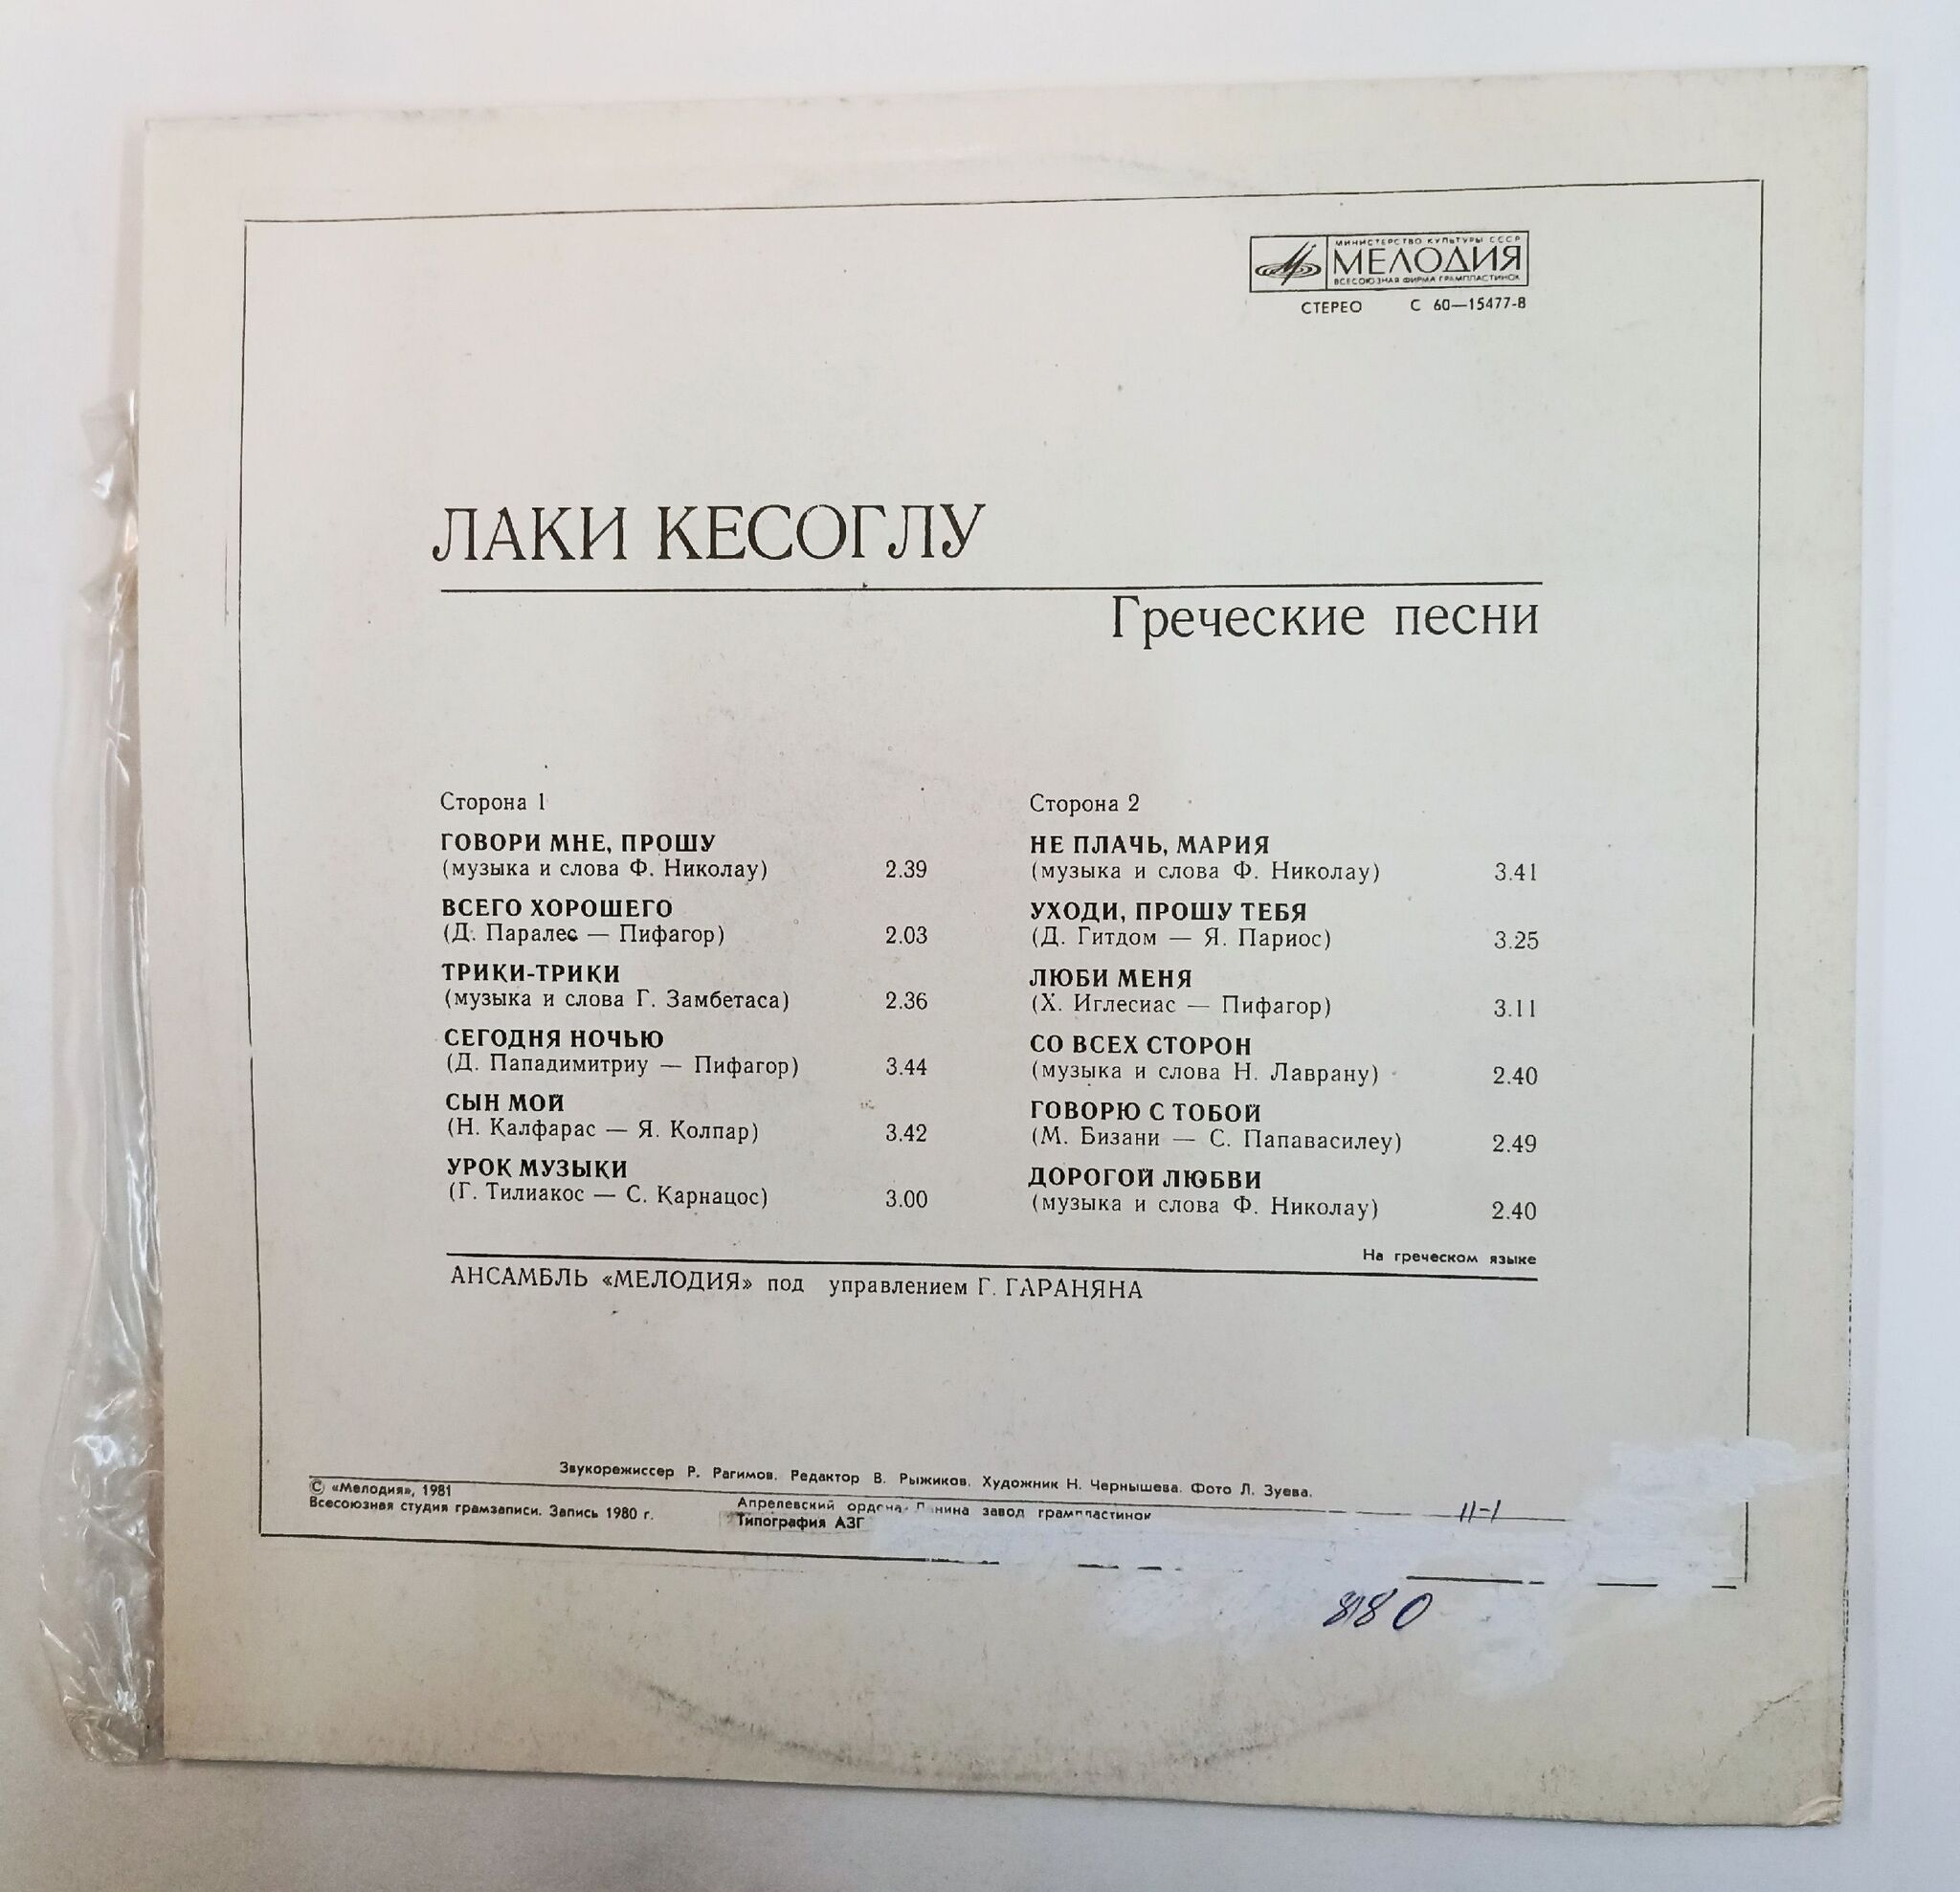 МИНИСТЕРСТВО КУЛЬТУРЫ СССР
МЕЛОДИЯ
ВСЕСОЮЗНАЯ ФИРМА ГРАМПЛАСТИНОК
СТЕРЕО С 60—15477-8
ЛАКИ КЕСОГЛУ
Греческие песни
Сторона 1
ГОВОРИ МНЕ, ПРОШУ
(музыка и слова Ф. Николау) 2.39
ВСЕГО ХОРОШЕГО
(Д. Паралес — Пифагор) 2.03
ТРИКИ-ТРИКИ
(музыка и слова Г. Замбетаса) 2.36
СЕГОДНЯ НОЧЬЮ
(Д. Пападимитриу — Пифагор) 3.44
СЫН МОЙ
(Н. Калфарас — Я. Колпар) 3.42
УРОК МУЗЫКИ
(Г. Тилиакос — С. Карнацос) 3.00
Сторона 2
НЕ ПЛАЧЬ, МАРИЯ
(музыка и слова Ф. Николау) 3.41
УХОДИ, ПРОШУ ТЕБЯ
(Д. Гитдом — Я. Париос) 3.25
ЛЮБИ МЕНЯ
(Х. Иглесиас — Пифагор) 3.11
СО ВСЕХ СТОРОН
(музыка и слова Н. Лаврану) 2.40
ГОВОРЮ С ТОБОЙ
(М. Бизани — С. Папавасилеу) 2.49
ДОРОГОЙ ЛЮБВИ
(музыка и слова Ф. Николау) 2.40
На греческом языке
АНСАМБЛЬ «МЕЛОДИЯ» под управлением Г. ГАРАНЯНА
Звукорежиссер Р. Рагимов. Редактор В. Рыжиков. Художник Н. Чернышева. Фото Л. Зуева.
© «Мелодия», 1981
Всесоюзная студия грамзаписи. Запись 1980 г.
Апрелевский ордена Ленина завод грампластинок
Типография АЗГ
11-1
880